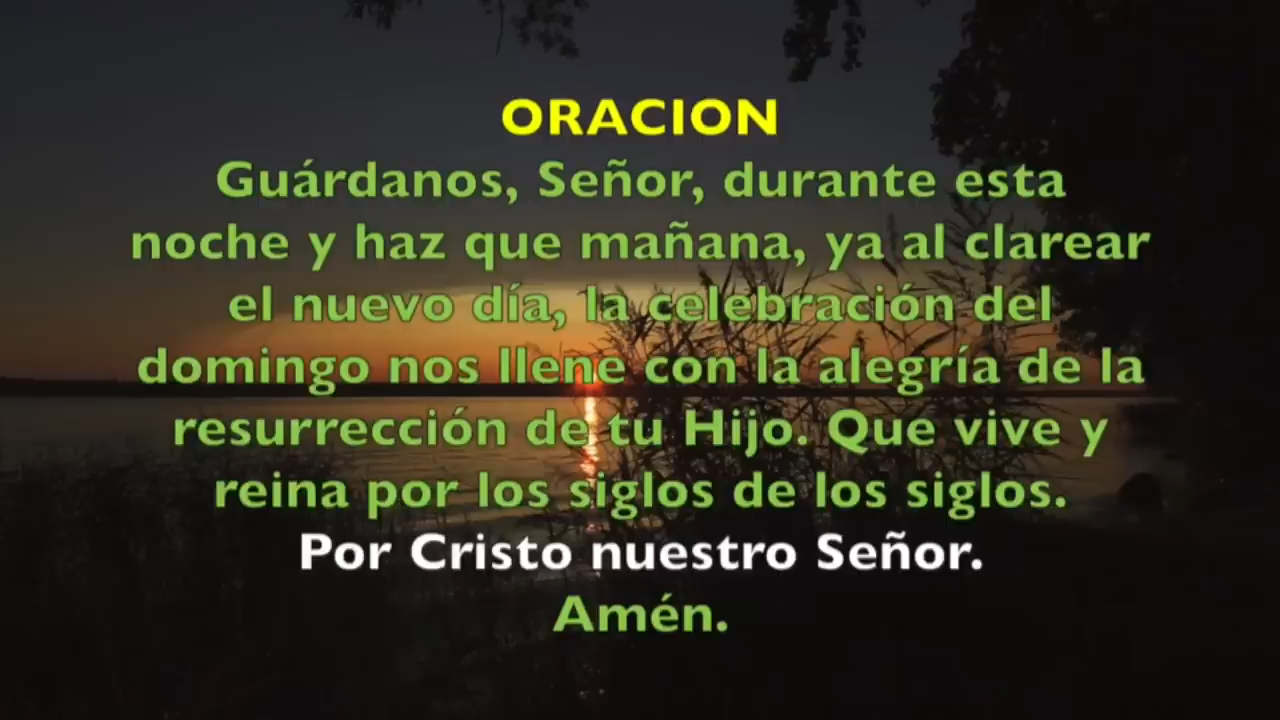 ORACION
Guárdanos, Señor, durante esta
noche y haz que mañana, ya al clarear
el nuevo día, la celebración del
domingo nos llene con la alegría de la
resurrección de tu Hijo. Que vive y
reina por los siglos de los siglos.
Por Cristo nuestro Señor.
Amén.